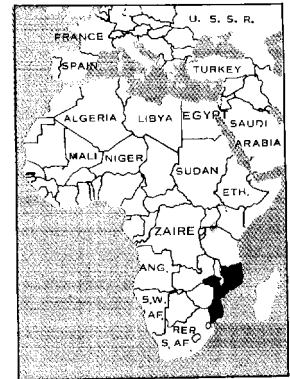 U. S. S. R.
FRANCE
SPAIN
TURKEY
ALGERIA
LIBYA
EGYPT
SAUDI
ARABIA
MALI
NIGER
SUDAN
ETH.
ZAIRE
ANG.
S.W.
AF.
REP.
S. AF.